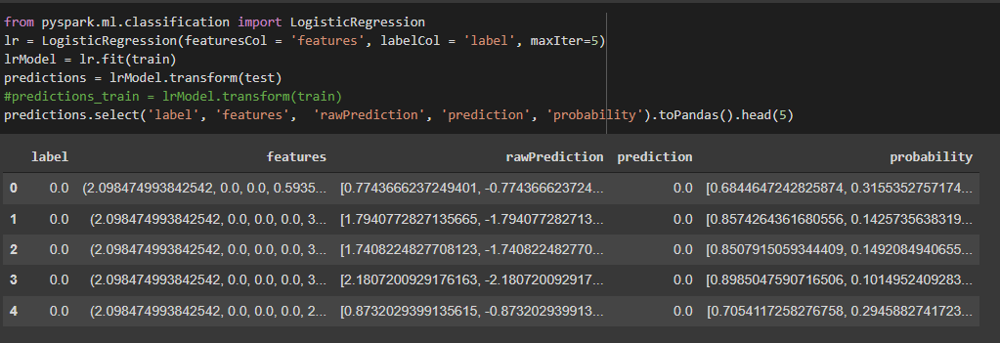 from pyspark.ml.classification import LogisticRegression
lr = LogisticRegression(featuresCol = 'features', labelCol = 'label', maxIter=5)
lrModel = lr.fit(train)
predictions = lrModel.transform(test)
#predictions_train = lrModel.transform(train)
predictions.select('label', 'features',  'rawPrediction', 'prediction', 'probability').toPandas().head(5)
label features rawPrediction prediction probability
0 0.0 (2.098474993842542, 0.0, 0.0, 0.5935... [0.7743666237249401, -0.774366623724... 0.0 [0.6844647242825874, 0.3155352757174...
1 0.0 (2.098474993842542, 0.0, 0.0, 0.0, 3... [1.7940772827135665, -1.794077282713... 0.0 [0.8574264361680556, 0.1425735638319...
2 0.0 (2.098474993842542, 0.0, 0.0, 0.0, 3... [1.7408224827708123, -1.740822482770... 0.0 [0.8507915059344409, 0.1492084940655...
3 0.0 (2.098474993842542, 0.0, 0.0, 0.0, 3... [2.1807200929176163, -2.180720092917... 0.0 [0.8985047590716506, 0.1014952409283...
4 0.0 (2.098474993842542, 0.0, 0.0, 0.0, 2... [0.8732029399135615, -0.873202939913... 0.0 [0.7054117258276758, 0.2945882741723...